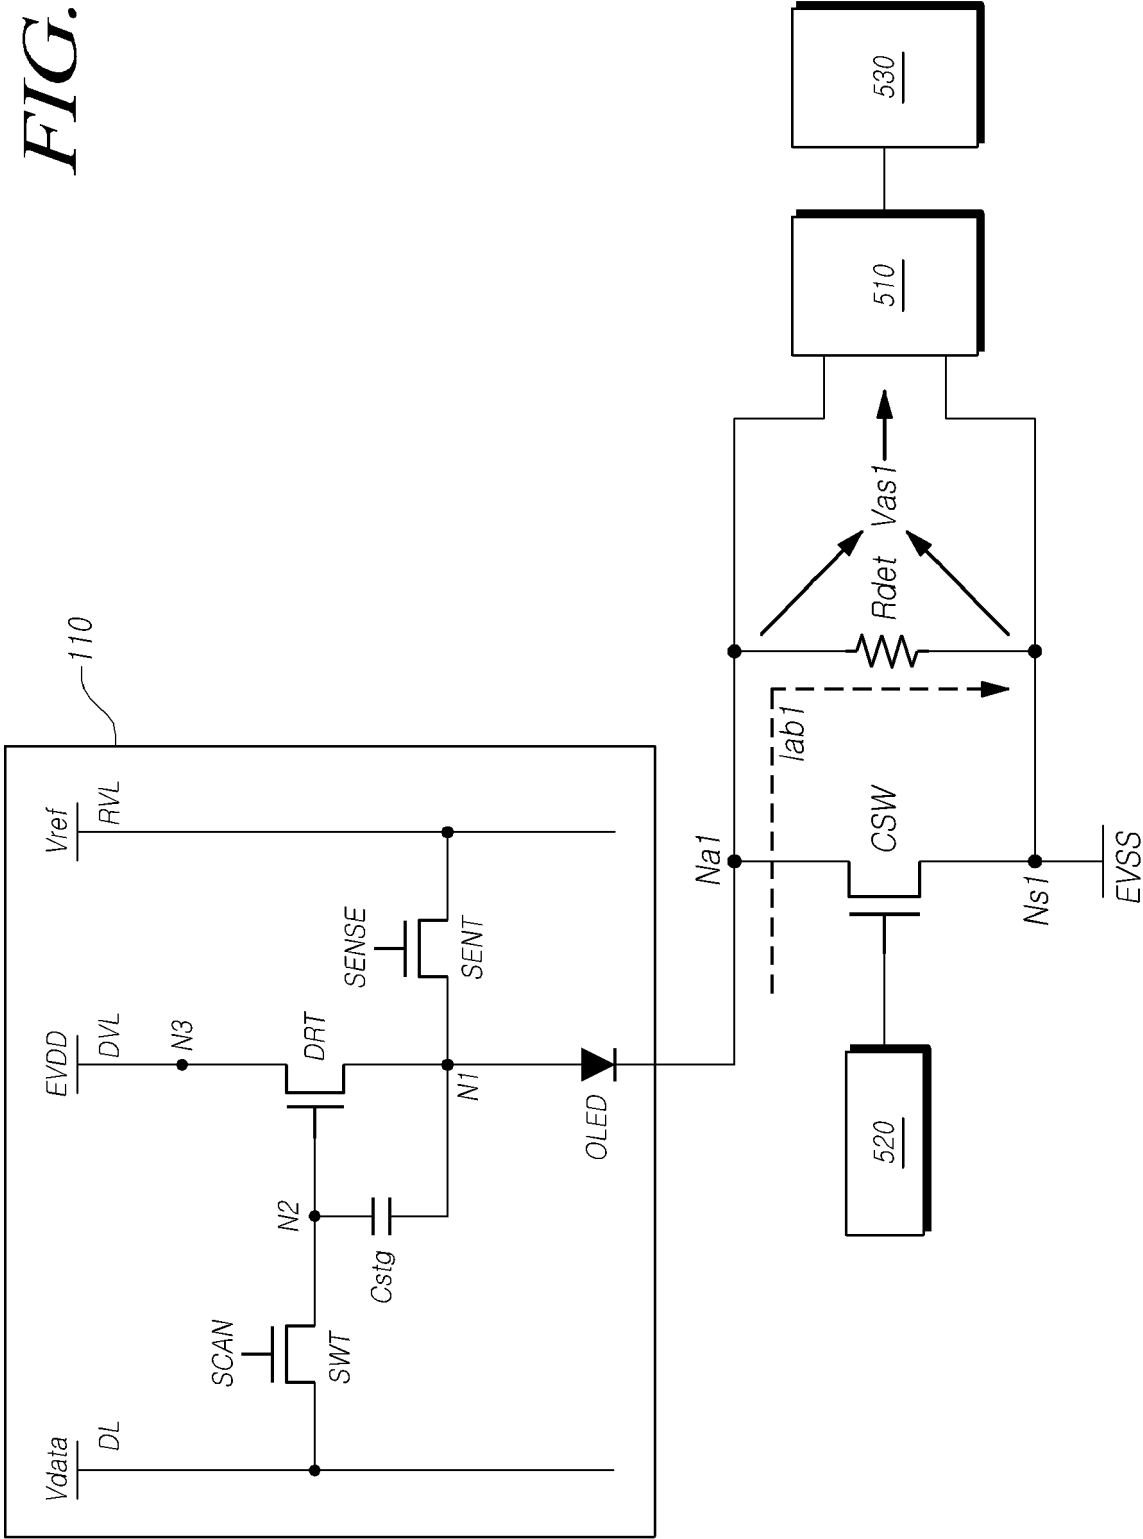 FIG.
110
Vdata
DL
EVDD
DVL
Vref
RVL
N3
SCAN
SWT
N2
DRT
SENSE
SENT
Cstg
N1
OLED
Na1
Iab1
520
CSW
Rdet
Vas1
510
530
Ns1
EVSS